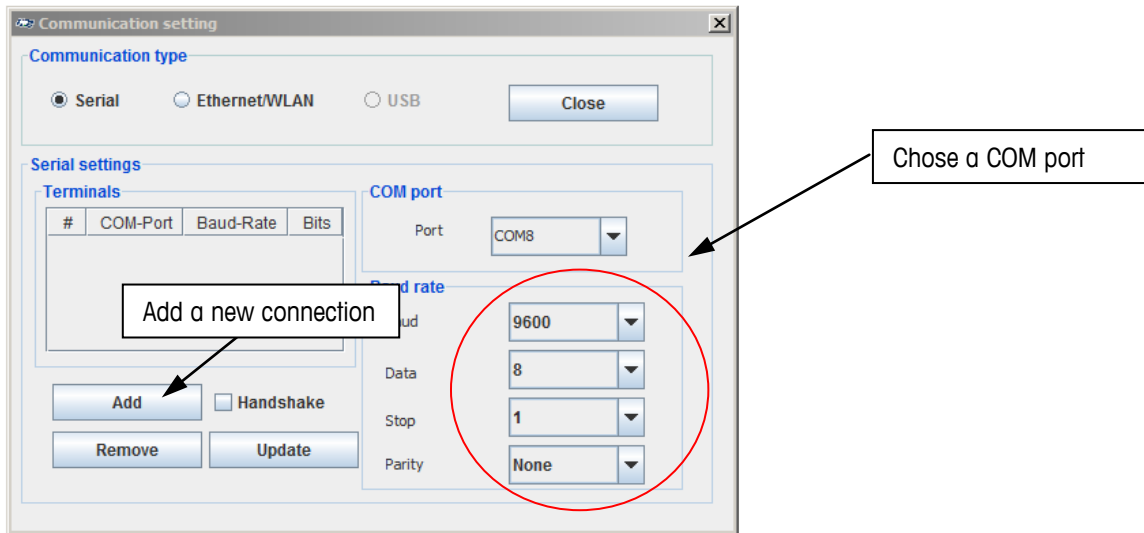 Communication setting
Communication type
Serial Ethernet/WLAN USB Close
Chose a COM port
Serial settings
Terminals
# COM-Port Baud-Rate Bits
COM port
Port COM8
Add a new connection
rate
9600
Data 8
Stop 1
Parity None
Add Handshake
Remove Update